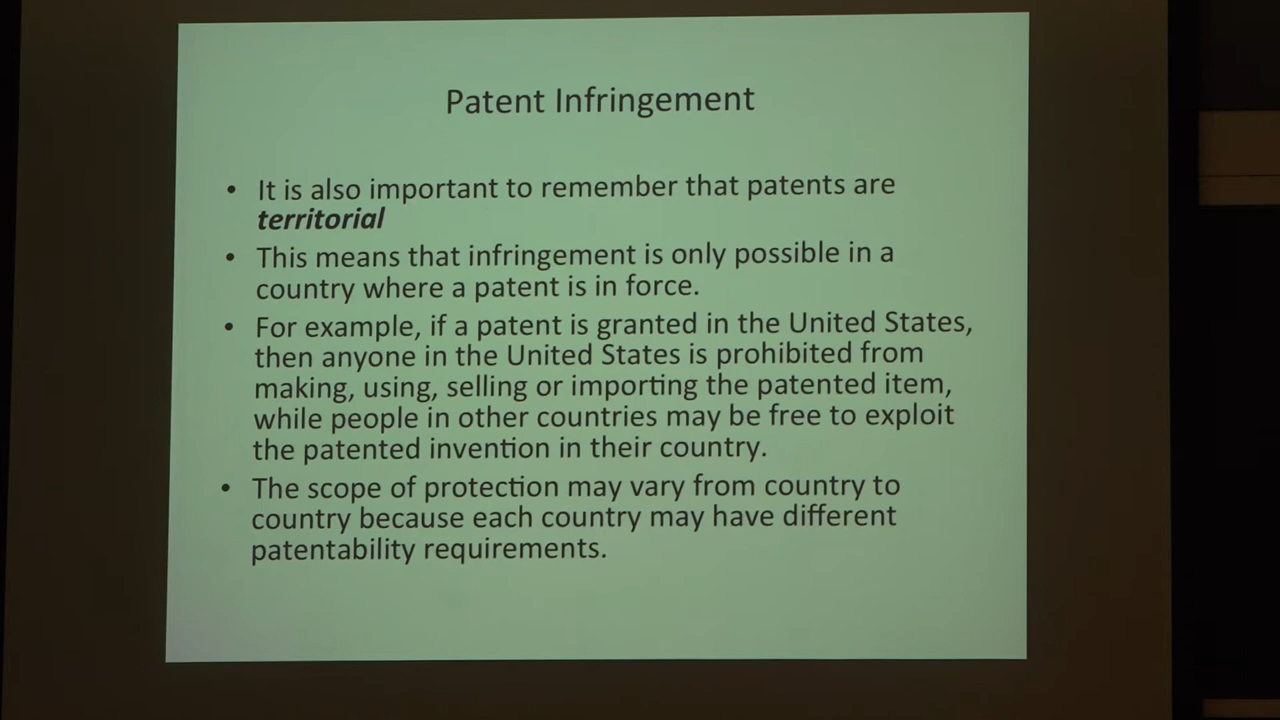 Patent Infringement
• It is also important to remember that patents are
territorial
• This means that infringement is only possible in a
country where a patent is in force.
• For example, if a patent is granted in the United States,
then anyone in the United States is prohibited from
making, using, selling or importing the patented item,
while people in other countries may be free to exploit
the patented invention in their country.
• The scope of protection may vary from country to
country because each country may have different
patentability requirements.